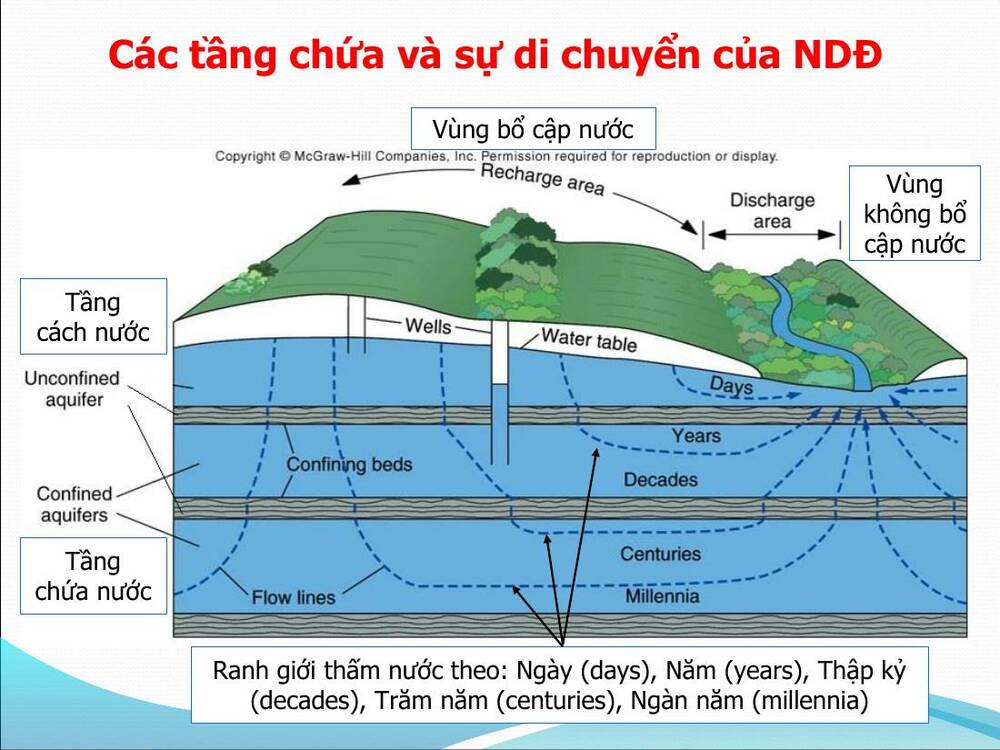 Các tầng chứa và sự di chuyển của NDĐ
Vùng bổ cập nước
Copyright © McGraw-Hill Companies, Inc. Permission required for reproduction or display.
Recharge area
Discharge
area
Vùng
không bổ
cập nước
Tầng
cách nước
Wells
Water table
Unconfined
aquifer
Days
Years
Confining beds
Decades
Confined
aquifers
Centuries
Tầng
chứa nước
Flow lines
Millennia
Ranh giới thấm nước theo: Ngày (days), Năm (years), Thập kỷ
(decades), Trăm năm (centuries), Ngàn năm (millennia)